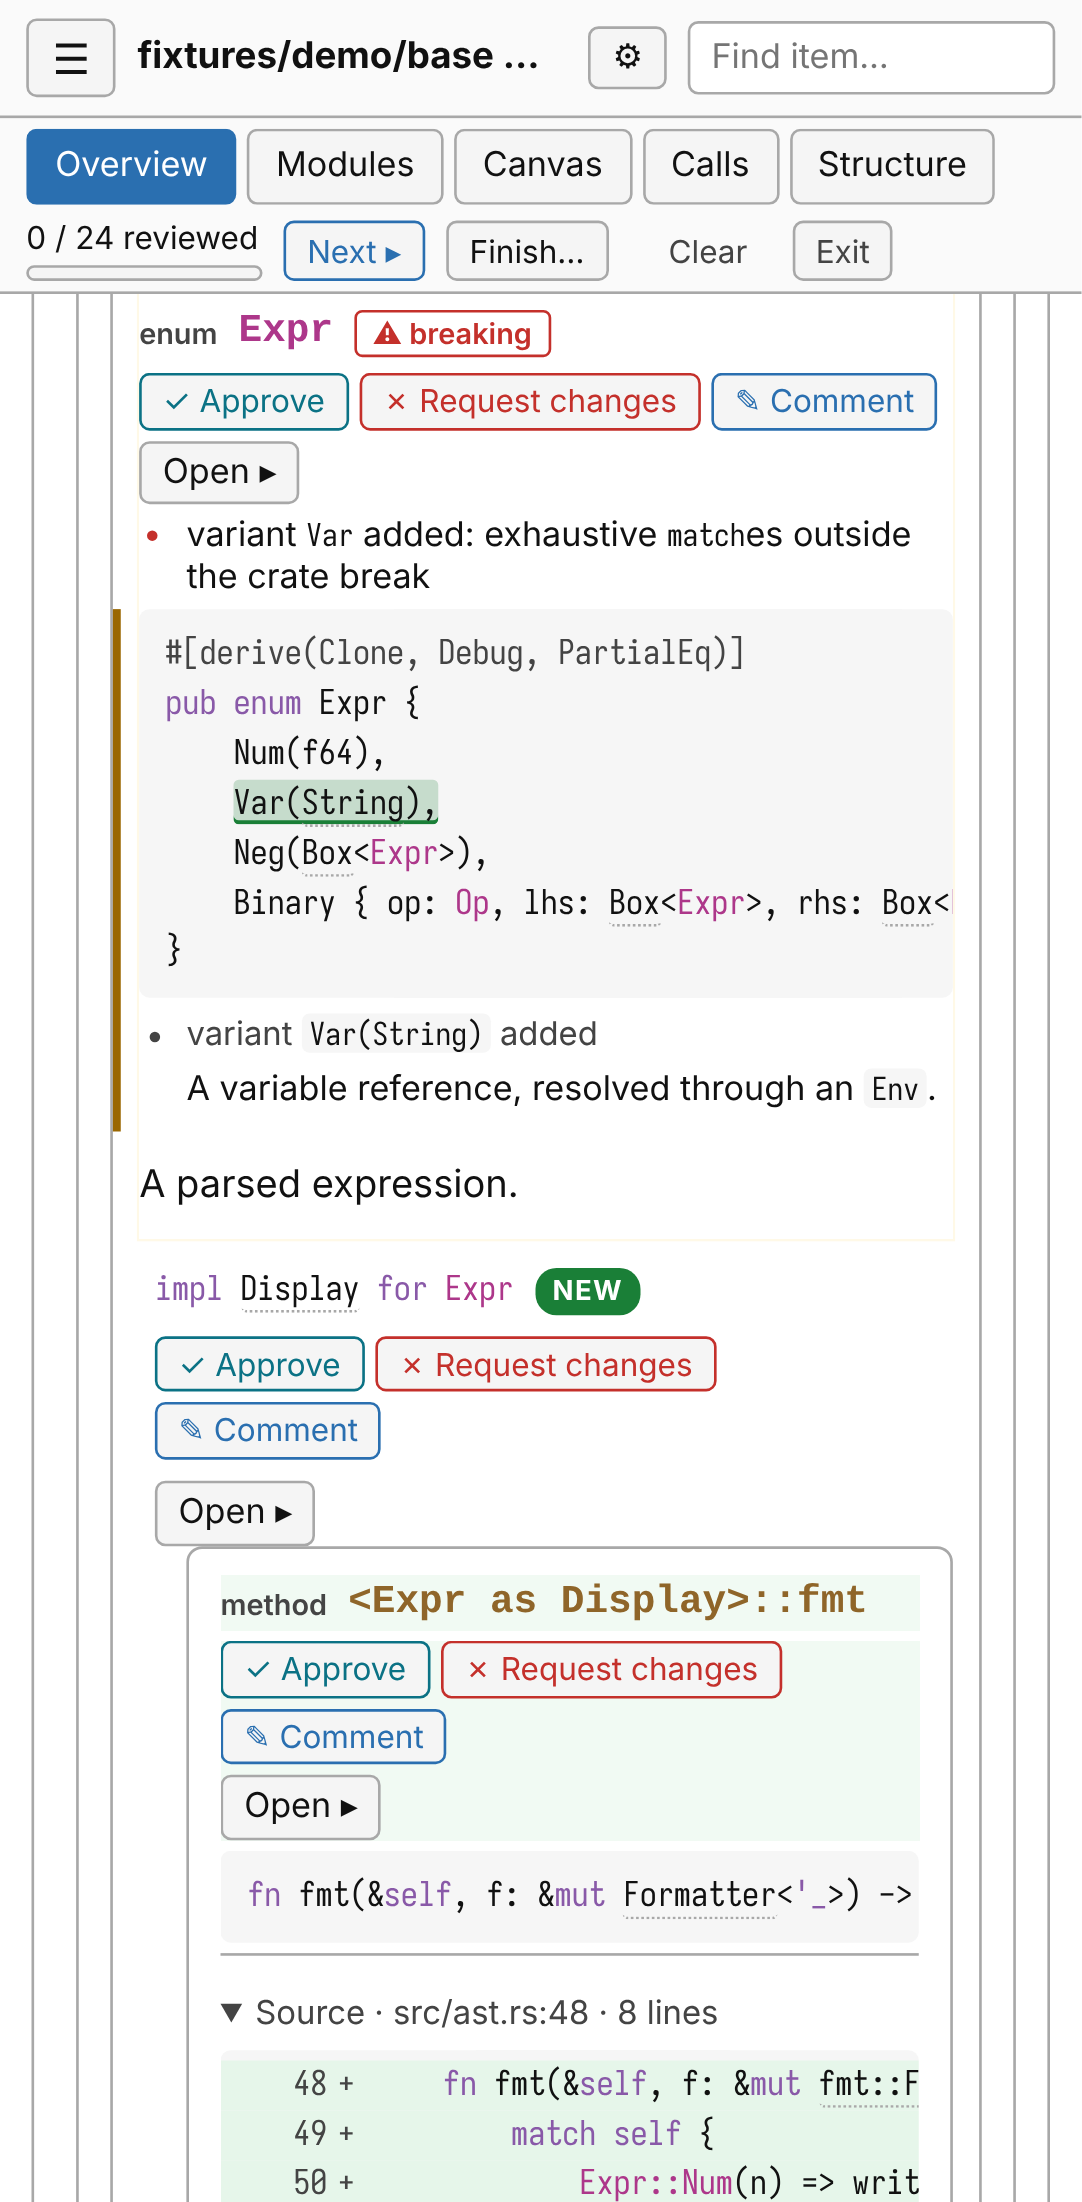 ☰ fixtures/demo/base ... ⚙ Find item...
Overview Modules Canvas Calls Structure
0 / 24 reviewed Next ▸ Finish... Clear Exit
enum Expr ⚠ breaking
✓ Approve × Request changes ✎ Comment
Open ▸
• variant Var added: exhaustive matches outside
the crate break
#[derive(Clone, Debug, PartialEq)]
pub enum Expr {
Num(f64),
Var(String),
Neg(Box<Expr>),
Binary { op: Op, lhs: Box<Expr>, rhs: Box<
}
• variant Var(String) added
A variable reference, resolved through an Env.
A parsed expression.
impl Display for Expr NEW
✓ Approve × Request changes
✎ Comment
Open ▸
method <Expr as Display>::fmt
✓ Approve × Request changes
✎ Comment
Open ▸
fn fmt(&self, f: &mut Formatter<'_>) ->
▼ Source · src/ast.rs:48 · 8 lines
48 + fn fmt(&self, f: &mut fmt::F
49 + match self {
50 + Expr::Num(n) => writ